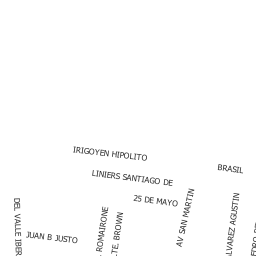 IRIGOYEN HIPOLITO
BRASIL
LINIERS SANTIAGO DE
25 DE MAYO
AV SAN MARTIN
ALVAREZ AGUSTIN
DEL VALLE IBER
JUAN B JUSTO
ROMAIRONE
TE. BROWN